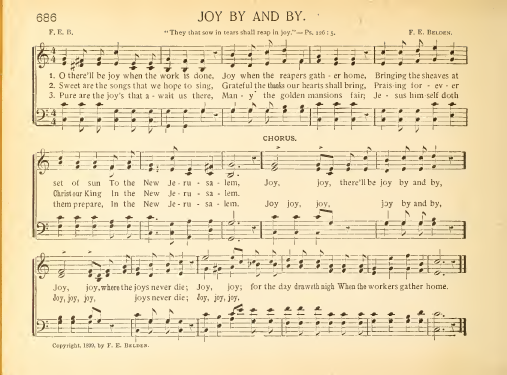 686
JOY BY AND BY.
F. E. B. "They that sow in tears shall reap in joy."—Ps. 126:5. F. E. BELDEN.
1. O there'll be joy when the work is done, Joy when the reapers gath - er home, Bringing the sheaves at
2. Sweet are the songs that we hope to sing, Grateful the thanks our hearts shall bring, Prais-ing for - ev - er
3. Pure are the joy's that a - wait us there, Man - y the golden mansions fair; Je - sus him self doth
CHORUS.
set of sun To the New Je - ru - sa - lem, Joy, joy, there'll be joy by and by,
Christ our King In the New Je - ru - sa - lem.
them prepare, In the New Je - ru - sa - lem. Joy joy, joy, joy by and by,
Joy, joy, where the joys never die; Joy, joy; for the day draweth nigh When the workers gather home.
Joy, joy, joy, joys never die; Joy, joy, joy,
Copyright, 1899, by F. E. BELDEN.